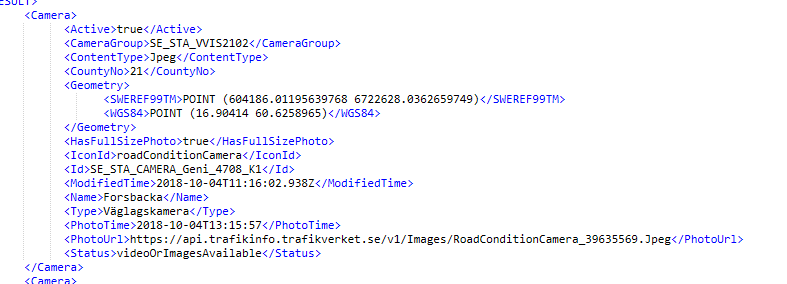 <Camera>
<Active>true</Active>
<CameraGroup>SE_STA_VVIS2102</CameraGroup>
<ContentType>Jpeg</ContentType>
<CountyNo>21</CountyNo>
<Geometry>
<SWEREF99TM>POINT (604186.01195639768 6722628.0362659749)</SWEREF99TM>
<WGS84>POINT (16.90414 60.6258965)</WGS84>
</Geometry>
<HasFullSizePhoto>true</HasFullSizePhoto>
<IconId>roadConditionCamera</IconId>
<Id>SE_STA_CAMERA_Geni_4708_K1</Id>
<ModifiedTime>2018-10-04T11:16:02.938Z</ModifiedTime>
<Name>Forsbacka</Name>
<Type>Väglagskamera</Type>
<PhotoTime>2018-10-04T13:15:57</PhotoTime>
<PhotoUrl>https://api.trafikinfo.trafikverket.se/v1/Images/RoadConditionCamera_39635569.Jpeg</PhotoUrl>
<Status>videoOrImagesAvailable</Status>
</Camera>
<Camera>